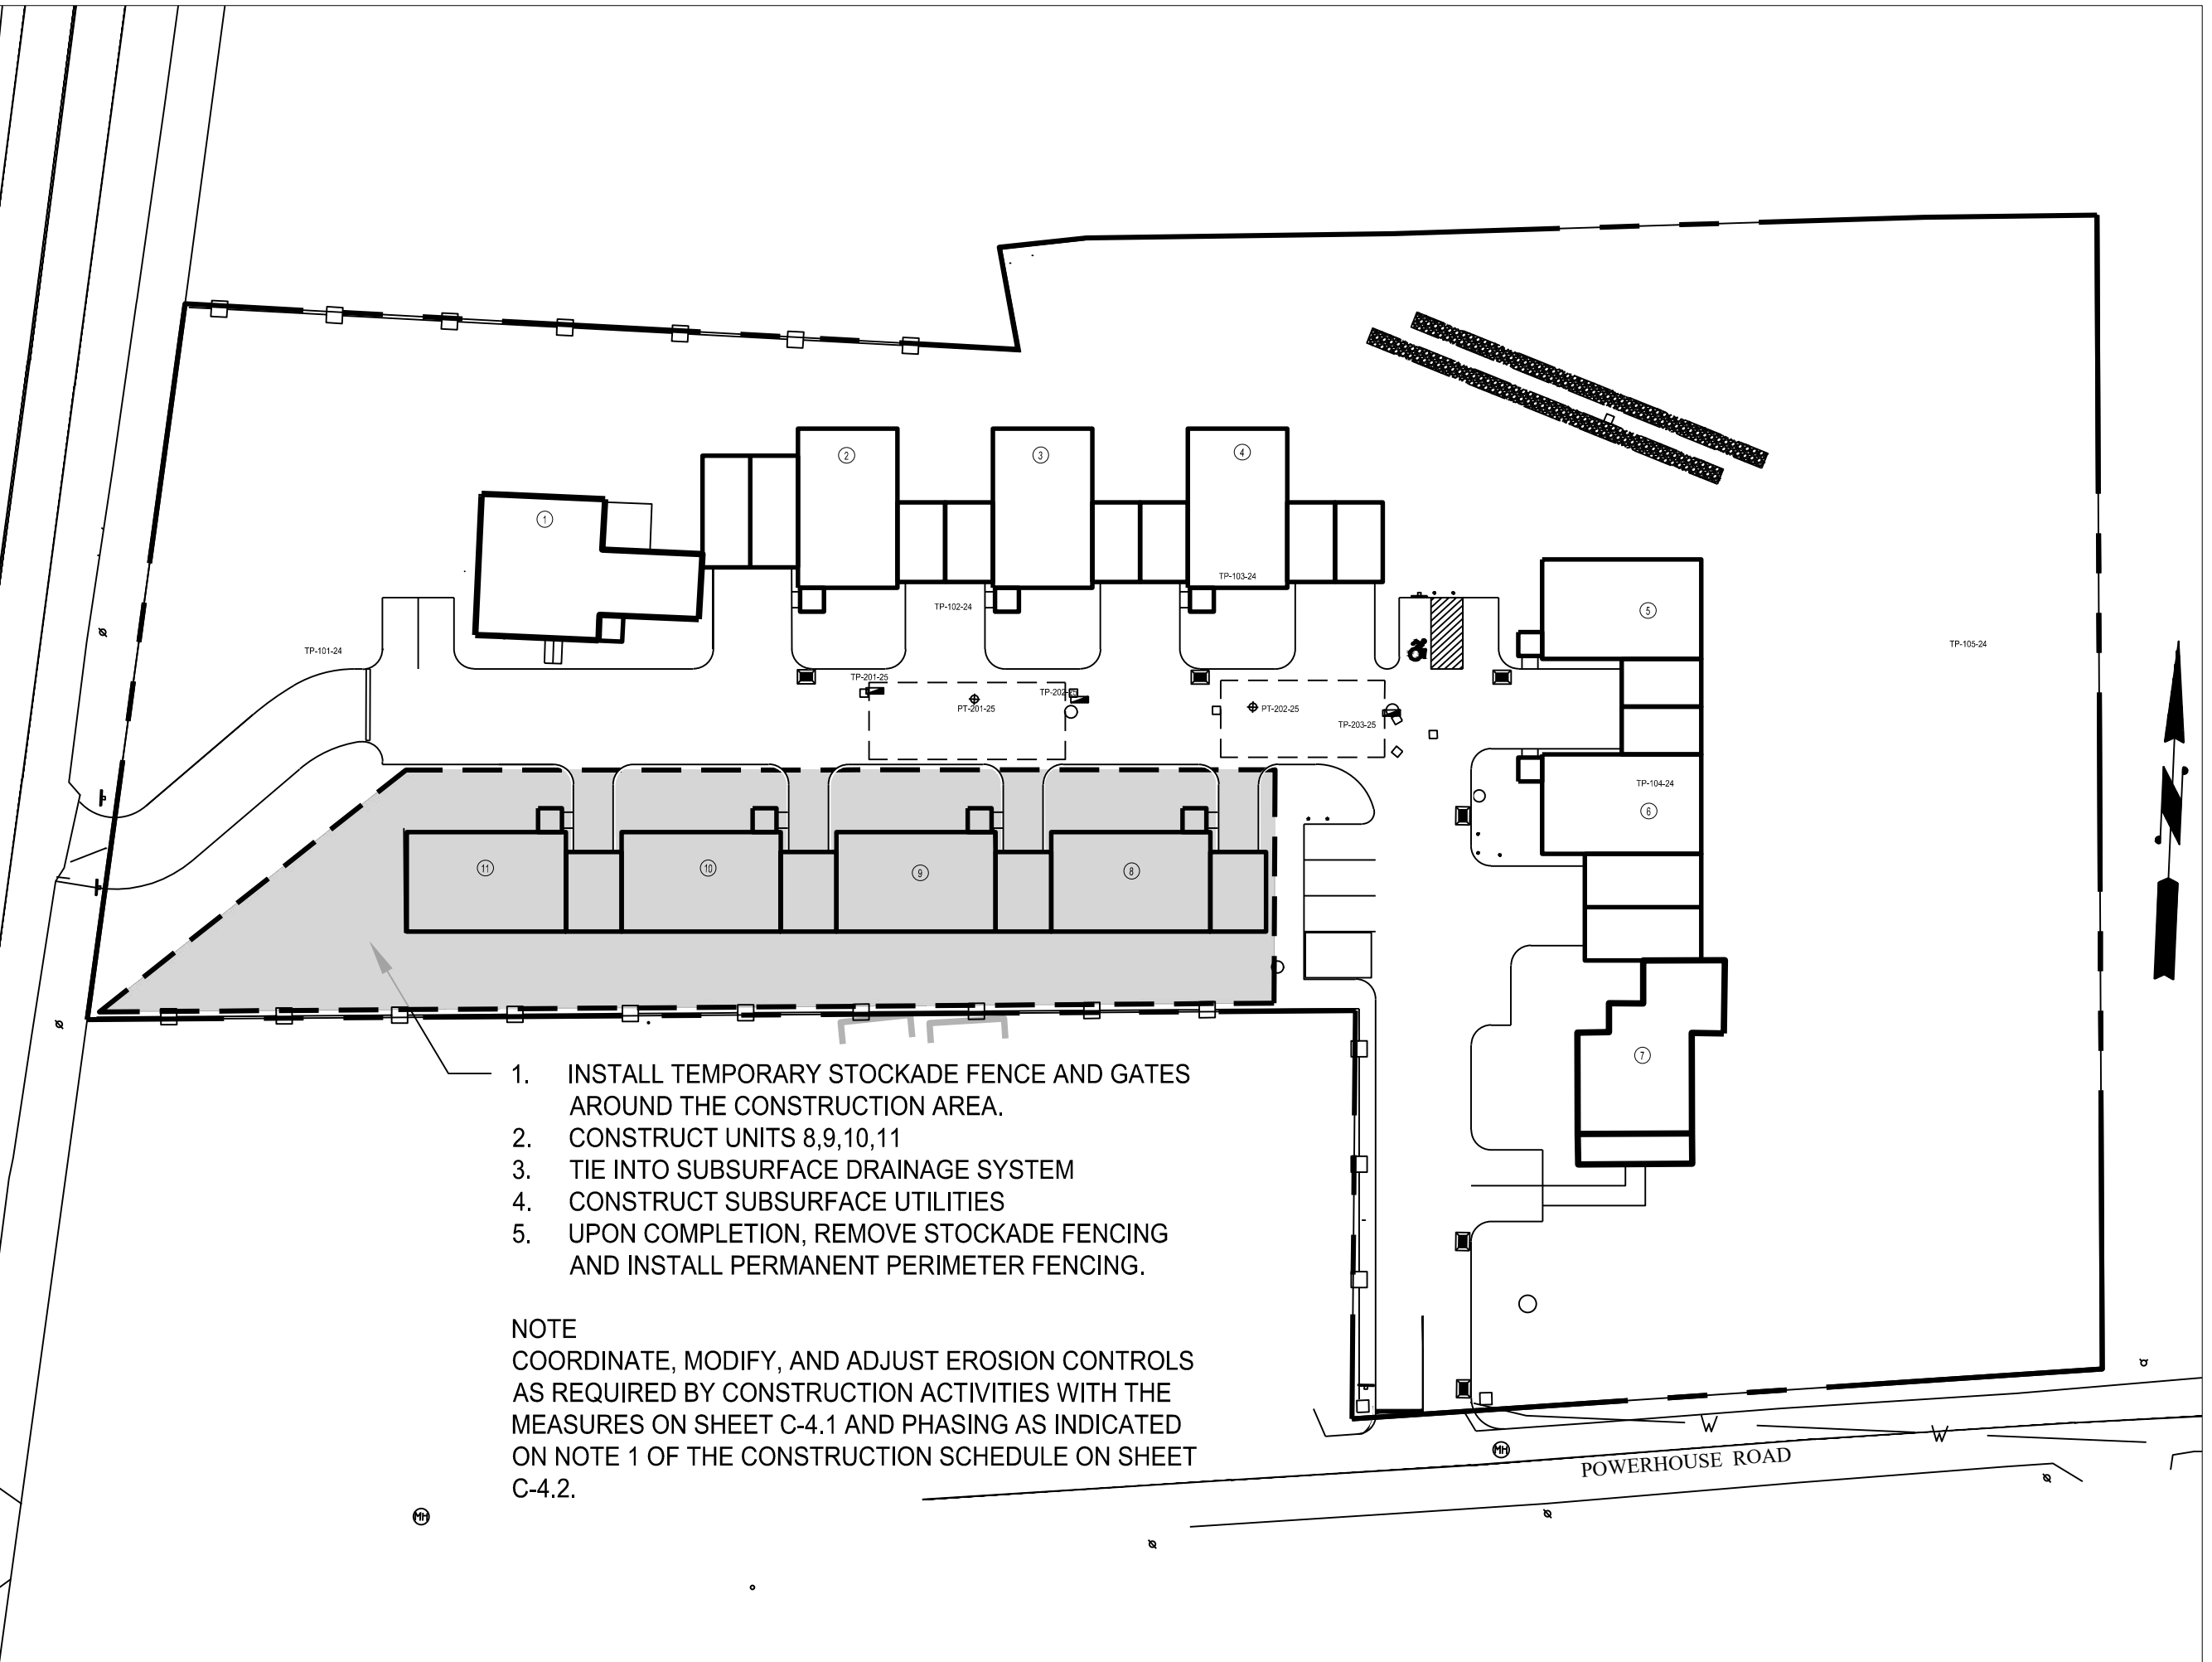 2
3
4
1
TP-103-24
TP-102-24
5
TP-101-24
TP-105-24
TP-201-25
TP-202-25
PT-201-25
PT-202-25
TP-203-25
TP-104-24
6
11
10
9
8
7
1. INSTALL TEMPORARY STOCKADE FENCE AND GATES
AROUND THE CONSTRUCTION AREA.
2. CONSTRUCT UNITS 8,9,10,11
3. TIE INTO SUBSURFACE DRAINAGE SYSTEM
4. CONSTRUCT SUBSURFACE UTILITIES
5. UPON COMPLETION, REMOVE STOCKADE FENCING
AND INSTALL PERMANENT PERIMETER FENCING.
NOTE
COORDINATE, MODIFY, AND ADJUST EROSION CONTROLS
AS REQUIRED BY CONSTRUCTION ACTIVITIES WITH THE
MEASURES ON SHEET C-4.1 AND PHASING AS INDICATED
ON NOTE 1 OF THE CONSTRUCTION SCHEDULE ON SHEET
C-4.2.
W
W
MH
POWERHOUSE ROAD
MH
N